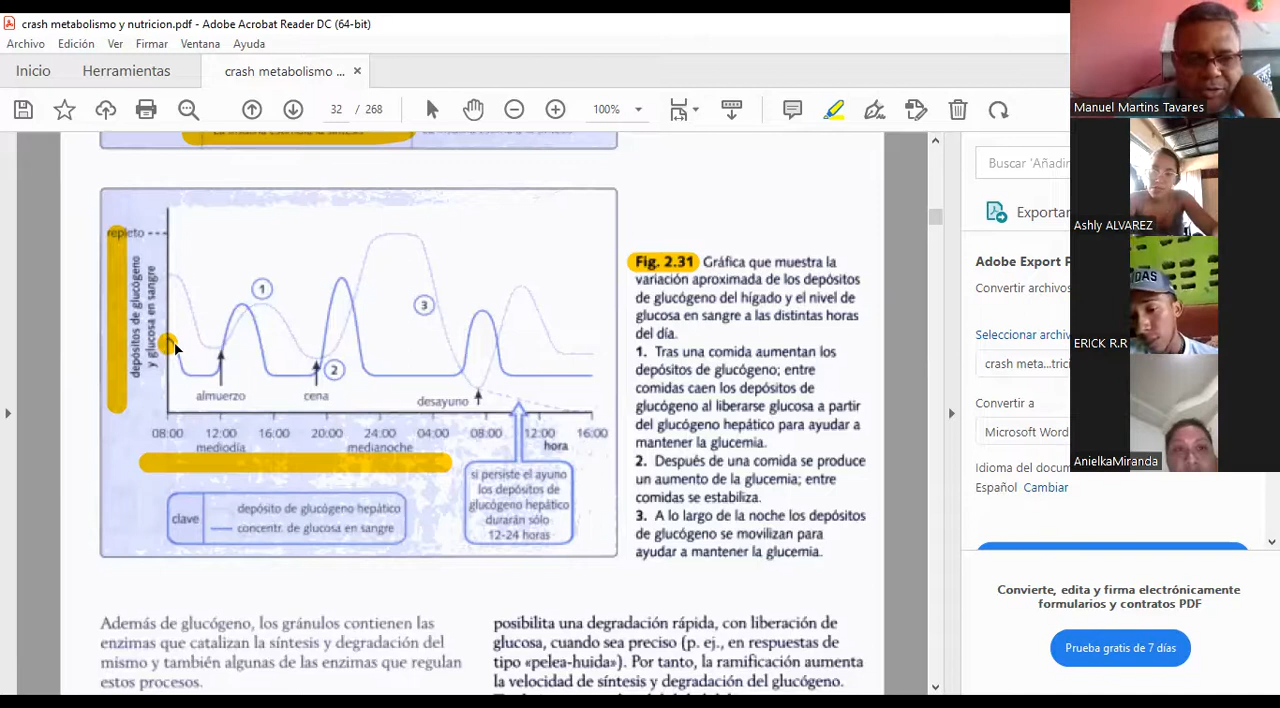 crash metabolismo y nutricion.pdf - Adobe Acrobat Reader DC (64-bit)
Archivo Edición Ver Firmar Ventana Ayuda
Inicio Herramientas crash metabolismo ... ×
32 / 268 100%
repleto
depósitos de glucógeno
y glucosa en sangre
1
2
3
almuerzo
cena
desayuno
08:00 12:00 16:00 20:00 24:00 04:00 08:00 12:00 16:00
mediodía medianoche hora
si persiste el ayuno
los depósitos de
glucógeno hepático
durarán sólo
12-24 horas
clave
depósito de glucógeno hepático
concentr. de glucosa en sangre
Fig. 2.31 Gráfica que muestra la
variación aproximada de los depósitos
de glucógeno del hígado y el nivel de
glucosa en sangre a las distintas horas
del día.
1. Tras una comida aumentan los
depósitos de glucógeno; entre
comidas caen los depósitos de
glucógeno al liberarse glucosa a partir
del glucógeno hepático para ayudar a
mantener la glucemia.
2. Después de una comida se produce
un aumento de la glucemia; entre
comidas se estabiliza.
3. A lo largo de la noche los depósitos
de glucógeno se movilizan para
ayudar a mantener la glucemia.
Además de glucógeno, los gránulos contienen las
enzimas que catalizan la síntesis y degradación del
mismo y también algunas de las enzimas que regulan
estos procesos.
posibilita una degradación rápida, con liberación de
glucosa, cuando sea preciso (p. ej., en respuestas de
tipo «pelea-huida»). Por tanto, la ramificación aumenta
la velocidad de síntesis y degradación del glucógeno.
Buscar 'Añadi
Exportar
Adobe Export P
Convertir archivos
Seleccionar archiv
crash meta...trici
Convertir a
Microsoft Word
Idioma del docum
Español Cambiar
Convierte, edita y firma electrónicamente
formularios y contratos PDF
Prueba gratis de 7 días
Manuel Martins Tavares
Ashly ALVAREZ
DAS
ERICK R.R
AnielkaMiranda